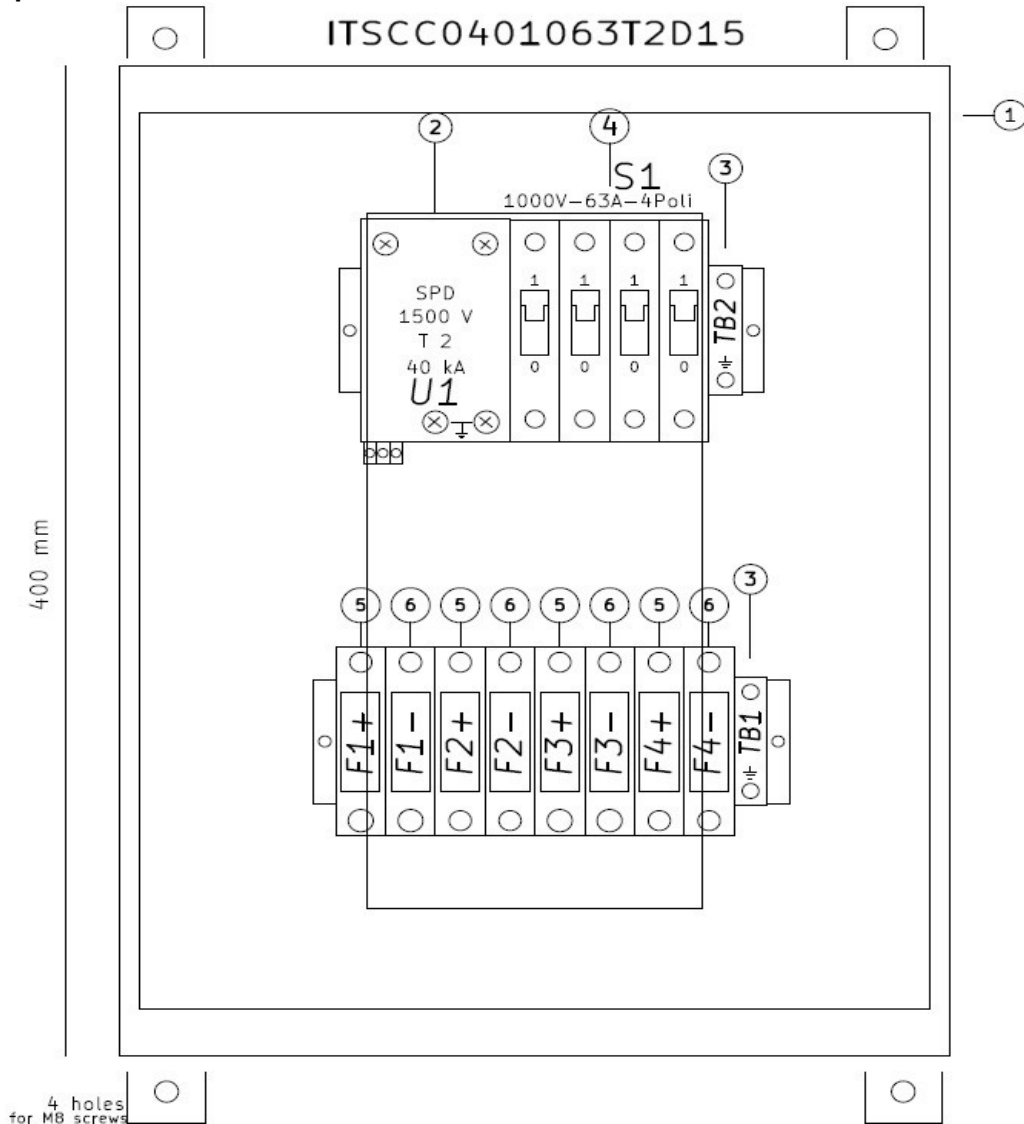 ITSCC0401063T2D15
1
2
4
3
S1
1000V-63A-4Poli
SPD
1500 V
T 2
40 kA
U1
1 1 1 1
0 0 0 0
TB2
400 mm
3
5 6 5 6 5 6 5 6
F1+ F1- F2+ F2- F3+ F3- F4+ F4-
TB1
4 holes
for M8 screws